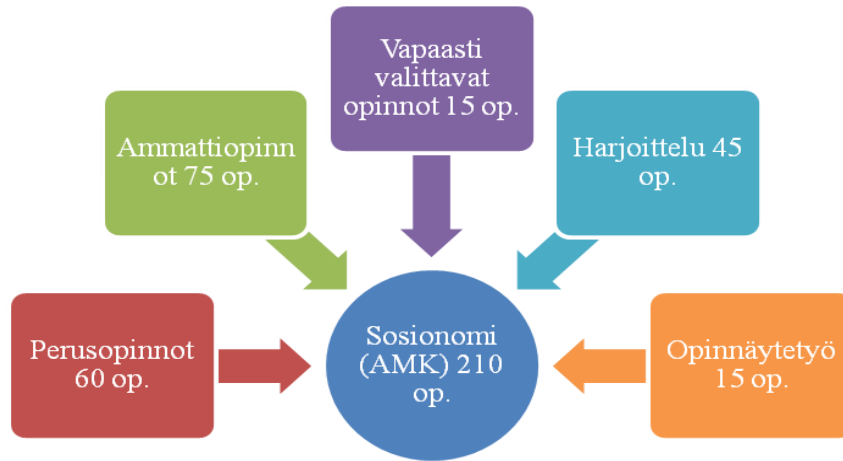 Vapaasti
valittavat
opinnot 15 op.
Ammattiopinn
ot 75 op.
Harjoittelu 45
op.
Perusopinnot
60 op.
Sosionomi
(AMK) 210
op.
Opinnäytetyö
15 op.